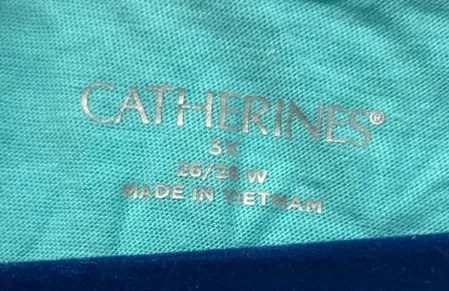 CATHERINES®
3X
26/28 W
MADE IN VIETNAM